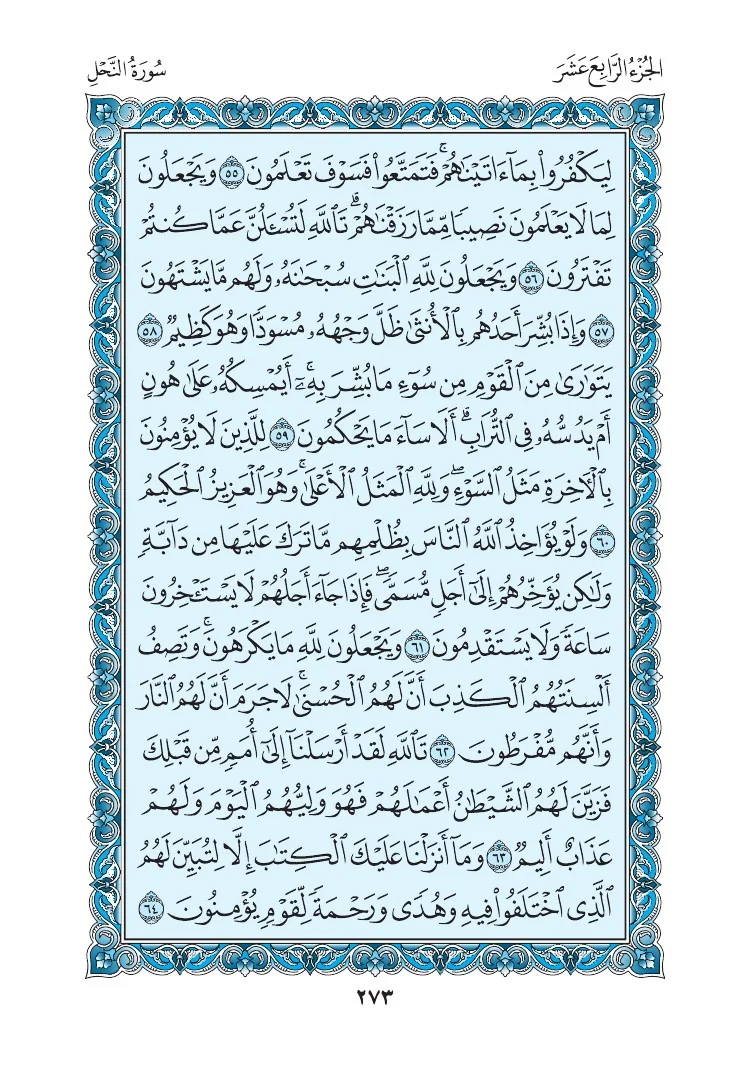 الجُزْءُ الرَّابِعَ عَشَرَ
سُورَةُ النَّحْلِ
لِيَكْفُرُوا۟ بِمَآ ءَاتَيْنَٰهُمْ ۚ فَتَمَتَّعُوا۟ فَسَوْفَ تَعْلَمُونَ ٥٥ وَيَجْعَلُونَ
لِمَا لَا يَعْلَمُونَ نَصِيبًا مِّمَّا رَزَقْنَٰهُمْ ۗ تَٱللَّهِ لَتُسْـَٔلُنَّ عَمَّا كُنتُمْ
تَفْتَرُونَ ٥٦ وَيَجْعَلُونَ لِلَّهِ ٱلْبَنَٰتِ سُبْحَٰنَهُۥ وَلَهُم مَّا يَشْتَهُونَ
٥٧ وَإِذَا بُشِّرَ أَحَدُهُم بِٱلْأُنثَىٰ ظَلَّ وَجْهُهُۥ مُسْوَدًّا وَهُوَ كَظِيمٌ ٥٨
يَتَوَٰرَىٰ مِنَ ٱلْقَوْمِ مِن سُوٓءِ مَا بُشِّرَ بِهِۦٓ ۚ أَيُمْسِكُهُۥ عَلَىٰ هُونٍ
أَمْ يَدُسُّهُۥ فِى ٱلتُّرَابِ ۗ أَلَا سَآءَ مَا يَحْكُمُونَ ٥٩ لِلَّذِينَ لَا يُؤْمِنُونَ
بِٱلْـَٔاخِرَةِ مَثَلُ ٱلسَّوْءِ ۖ وَلِلَّهِ ٱلْمَثَلُ ٱلْأَعْلَىٰ ۚ وَهُوَ ٱلْعَزِيزُ ٱلْحَكِيمُ
٦٠ وَلَوْ يُؤَاخِذُ ٱللَّهُ ٱلنَّاسَ بِظُلْمِهِم مَّا تَرَكَ عَلَيْهَا مِن دَآبَّةٍ
وَلَٰكِن يُؤَخِّرُهُمْ إِلَىٰٓ أَجَلٍ مُّسَمًّى ۖ فَإِذَا جَآءَ أَجَلُهُمْ لَا يَسْتَـْٔخِرُونَ
سَاعَةً وَلَا يَسْتَقْدِمُونَ ٦١ وَيَجْعَلُونَ لِلَّهِ مَا يَكْرَهُونَ ۚ وَتَصِفُ
أَلْسِنَتُهُمُ ٱلْكَذِبَ أَنَّ لَهُمُ ٱلْحُسْنَىٰ ۚ لَا جَرَمَ أَنَّ لَهُمُ ٱلنَّارَ
وَأَنَّهُم مُّفْرَطُونَ ٦٢ تَٱللَّهِ لَقَدْ أَرْسَلْنَآ إِلَىٰٓ أُمَمٍ مِّن قَبْلِكَ
فَزَيَّنَ لَهُمُ ٱلشَّيْطَٰنُ أَعْمَٰلَهُمْ فَهُوَ وَلِيُّهُمُ ٱلْيَوْمَ وَلَهُمْ
عَذَابٌ أَلِيمٌ ٦٣ وَمَآ أَنزَلْنَا عَلَيْكَ ٱلْكِتَٰبَ إِلَّا لِتُبَيِّنَ لَهُمُ
ٱلَّذِى ٱخْتَلَفُوا۟ فِيهِ وَهُدًى وَرَحْمَةً لِّقَوْمٍ يُؤْمِنُونَ ٦٤
٢٧٣